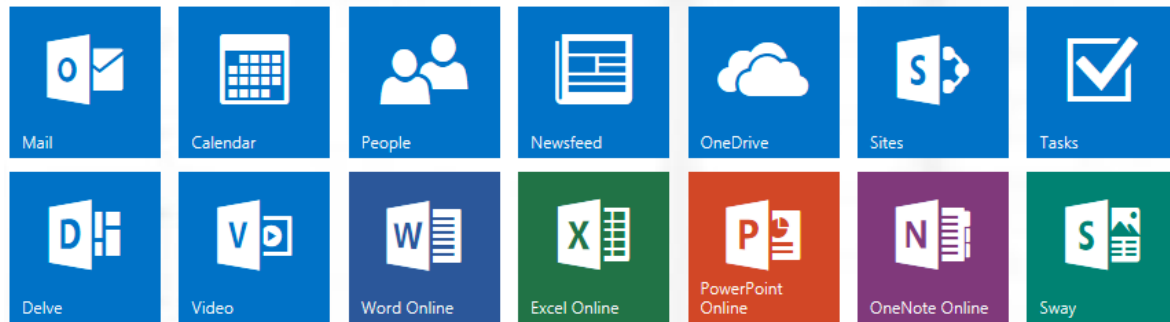 O
S
Mail
Calendar
People
Newsfeed
OneDrive
Sites
Tasks
D
V
W
X
P
N
S
Delve
Video
Word Online
Excel Online
PowerPoint
Online
OneNote Online
Sway